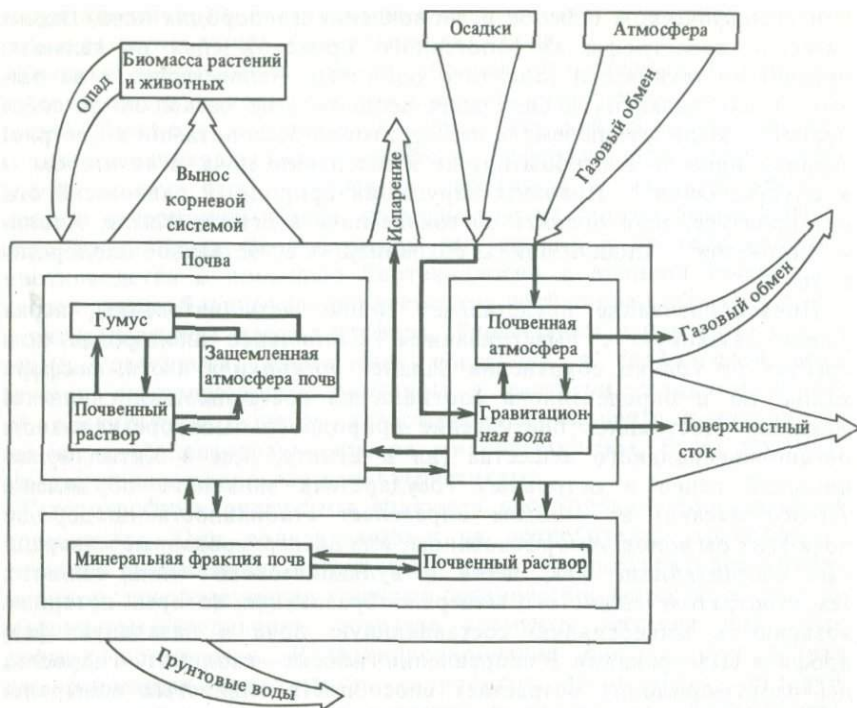 Осадки
Атмосфера
Биомасса растений
и животных
Опад
Газовый обмен
Испарение
Вынос
корневой
системой
Почва
Гумус
Защемленная
атмосфера почв
Почвенный
раствор
Почвенная
атмосфера
Газовый обмен
Гравитацион
ная вода
Поверхностный
сток
Минеральная фракция почв
Почвенный раствор
Грунтовые воды